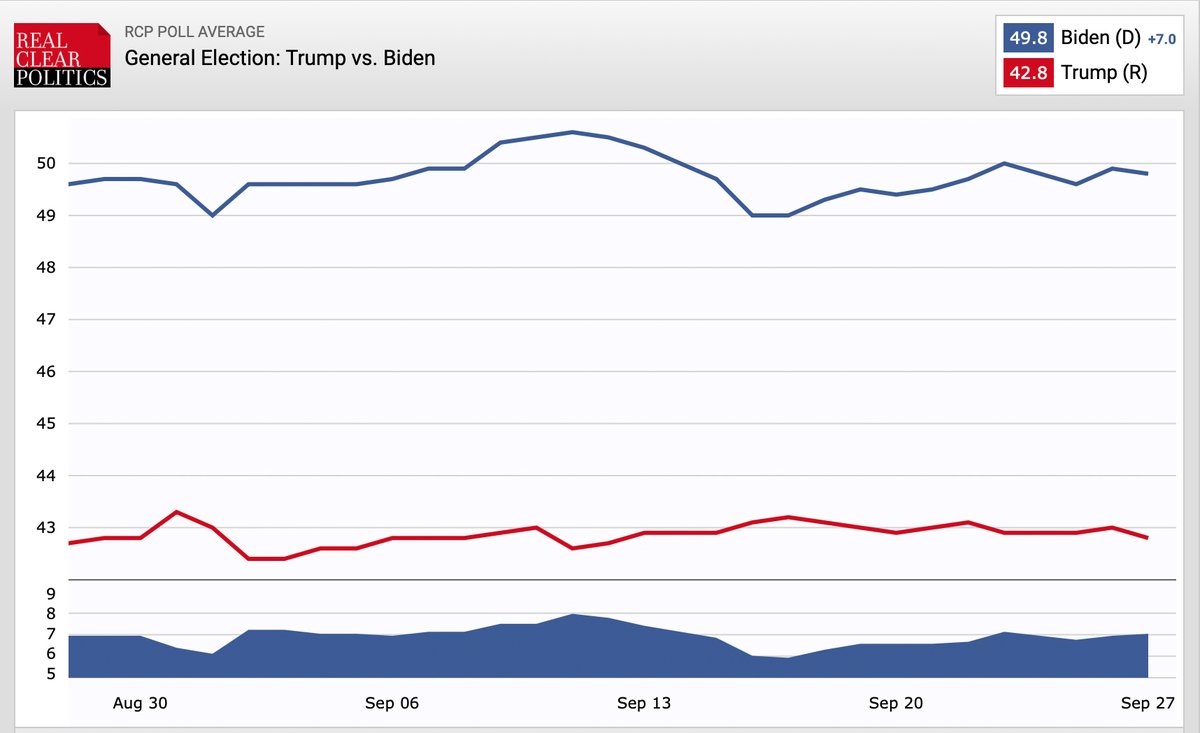 REAL
CLEAR
POLITICS
RCP POLL AVERAGE
General Election: Trump vs. Biden
49.8 Biden (D) +7.0
42.8 Trump (R)
50
49
48
47
46
45
44
43
9
8
7
6
5
Aug 30 Sep 06 Sep 13 Sep 20 Sep 27